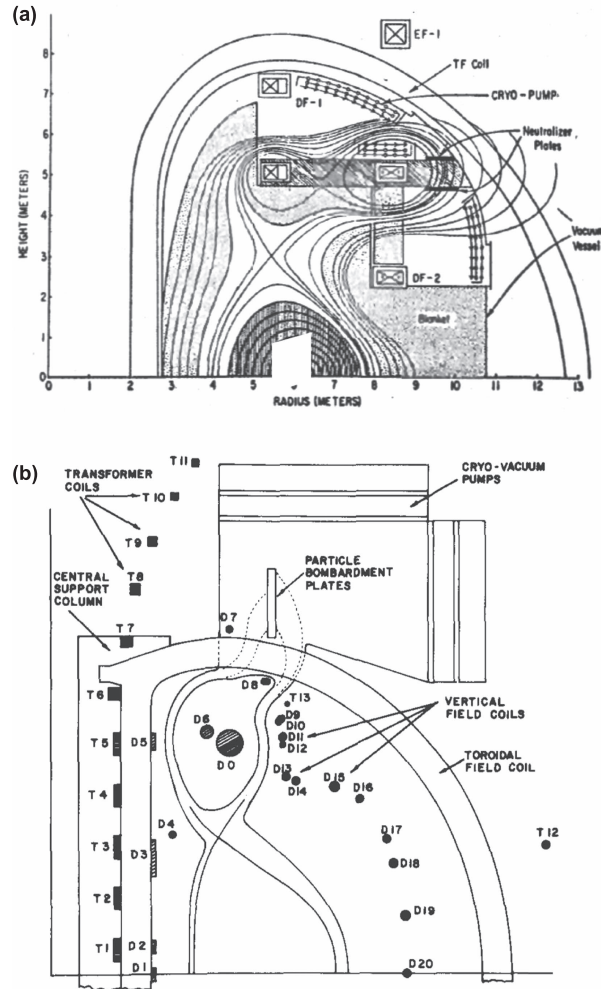 (a)
EF-1
TF Coil
DF-1
CRYO-PUMP
Neutralizer
Plates
Vacuum
Vessel
DF-2
Blanket
HEIGHT (METERS)
8
7
6
5
4
3
2
1
0
0 1 2 3 4 5 6 7 8 9 10 11 12 13
RADIUS (METERS)
(b)
T11
TRANSFORMER
COILS
T10
T9
T8
CENTRAL
SUPPORT
COLUMN
T7
CRYO-VACUUM
PUMPS
PARTICLE
BOMBARDMENT
PLATES
D7
D8
T6
T13
D9
D10
D11
D12
VERTICAL
FIELD COILS
D6
D0
T5
D5
TOROIDAL
FIELD COIL
D13
D14
D15
D16
T4
D4
D17
T12
T3
D3
D18
T2
D19
T1
D2
D1
D20